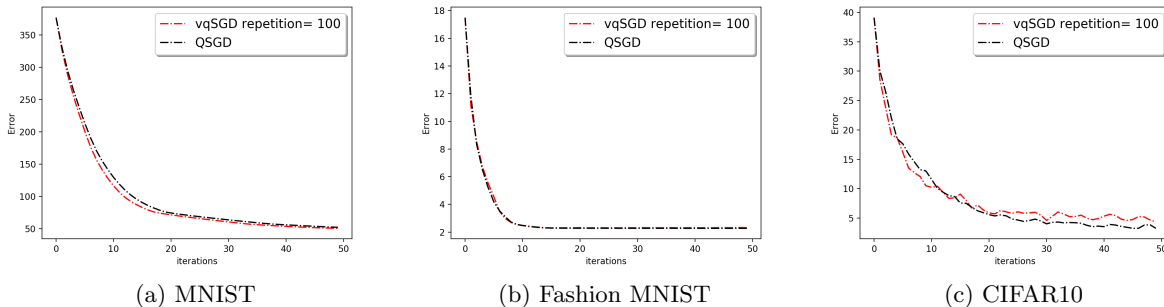 vqSGD repetition= 100
QSGD
350
300
250
200
150
100
50
Error
0 10 20 30 40 50
iterations
(a) MNIST
vqSGD repetition= 100
QSGD
18
16
14
12
10
8
6
4
2
Error
0 10 20 30 40 50
iterations
(b) Fashion MNIST
vqSGD repetition= 100
QSGD
40
35
30
25
20
15
10
5
Error
0 10 20 30 40 50
iterations
(c) CIFAR10